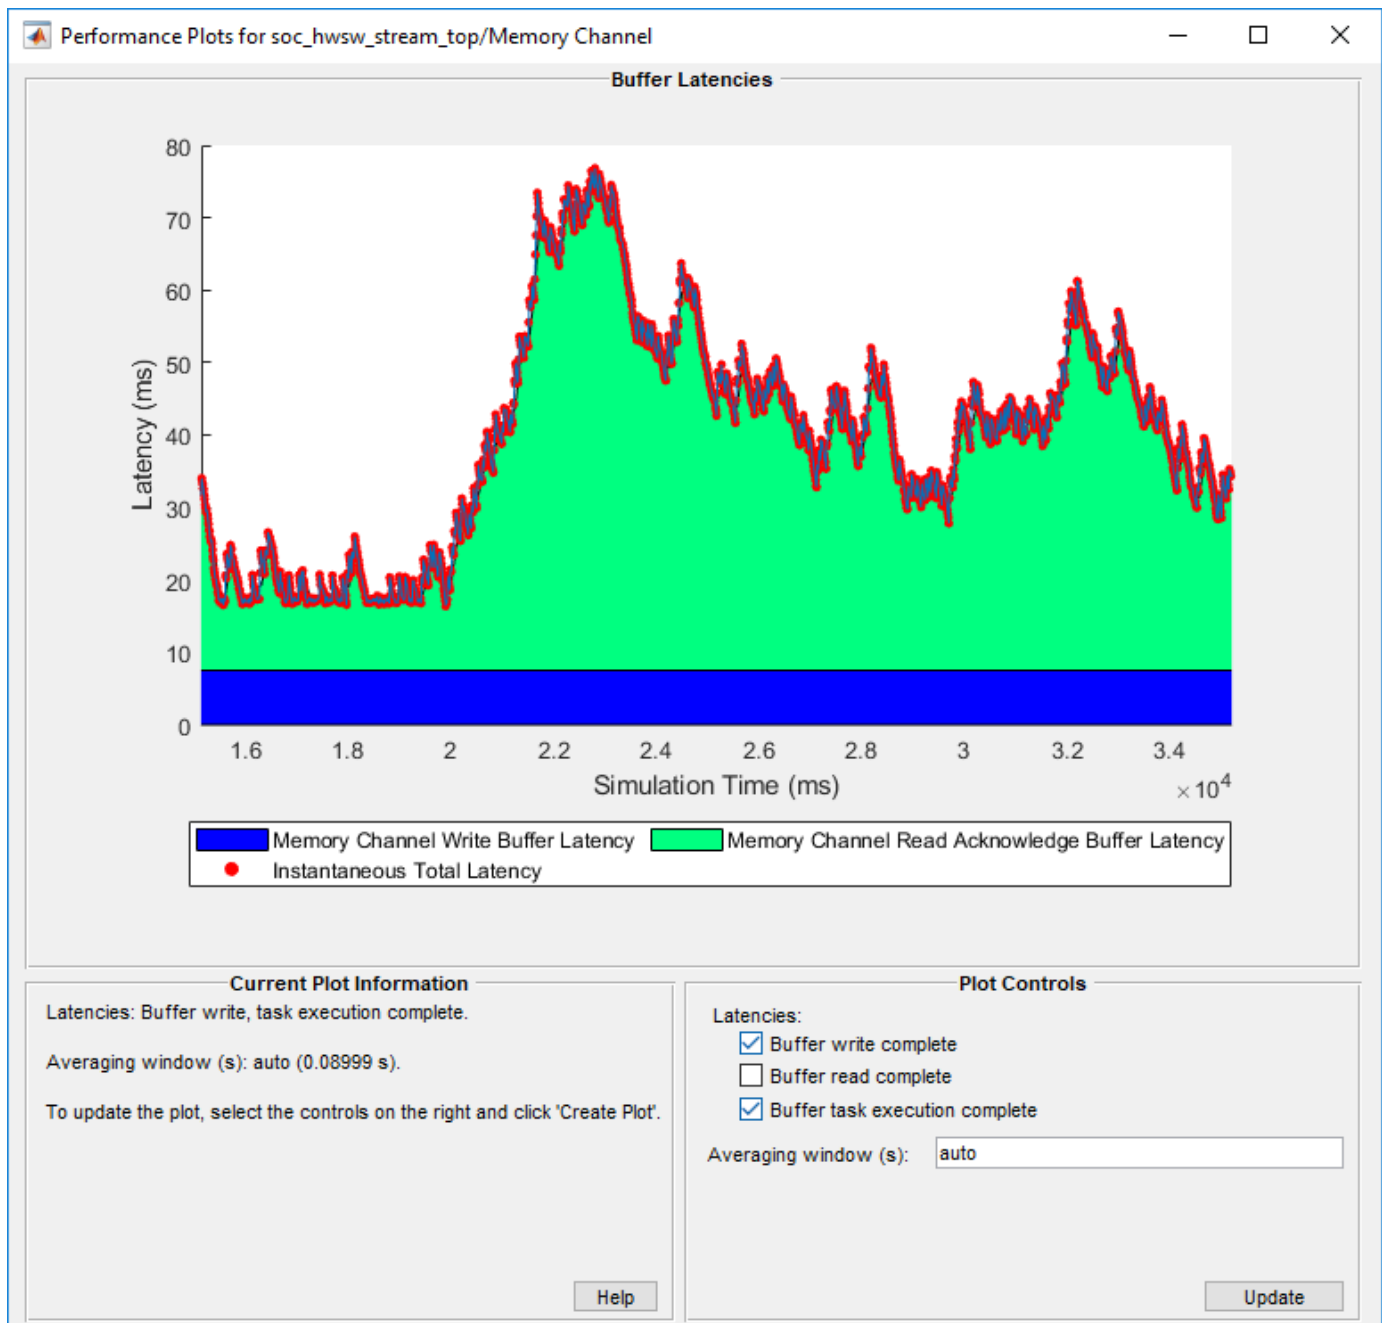 Performance Plots for soc_hwsw_stream_top/Memory Channel
Buffer Latencies
80
70
60
50
40
30
20
10
0
Latency (ms)
1.6 1.8 2 2.2 2.4 2.6 2.8 3 3.2 3.4
Simulation Time (ms)
×10⁴
Memory Channel Write Buffer Latency Memory Channel Read Acknowledge Buffer Latency
Instantaneous Total Latency
Current Plot Information
Latencies: Buffer write, task execution complete.
Averaging window (s): auto (0.08999 s).
To update the plot, select the controls on the right and click 'Create Plot'.
Help
Plot Controls
Latencies:
Buffer write complete
Buffer read complete
Buffer task execution complete
Averaging window (s): auto
Update